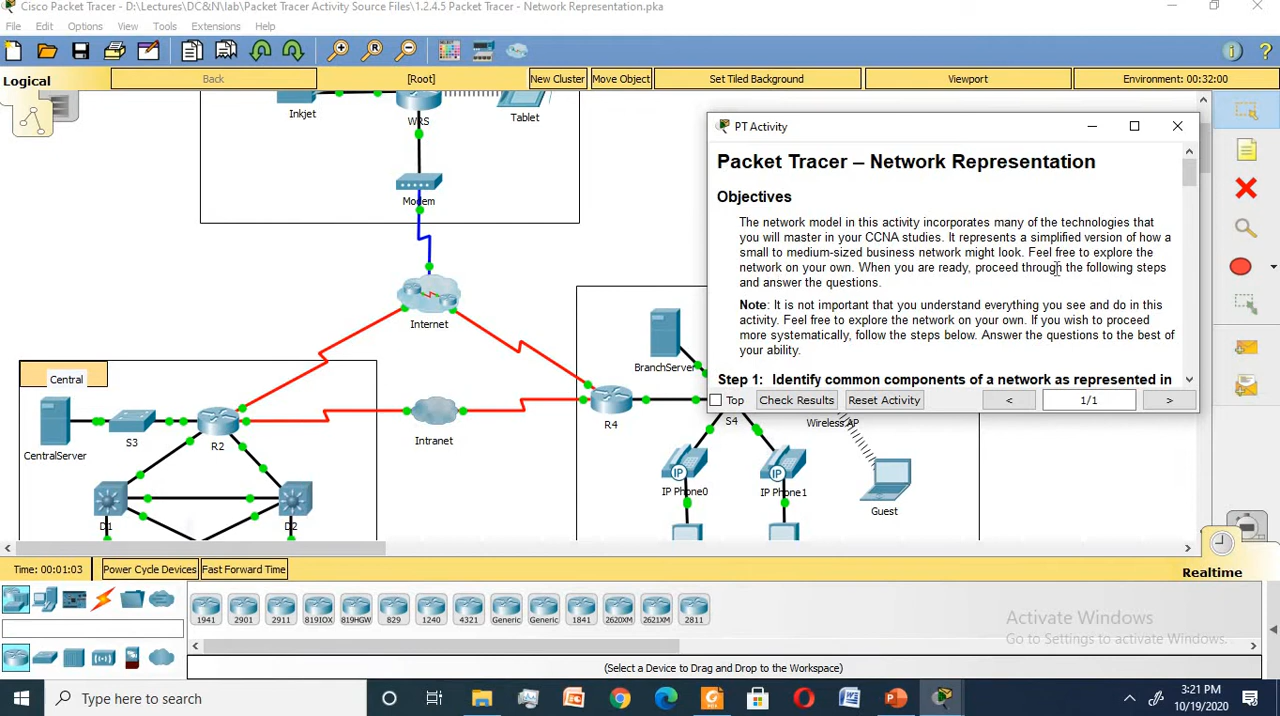 Cisco Packet Tracer - D:\Lectures\DC&N\lab\Packet Tracer Activity Source Files\1.2.4.5 Packet Tracer - Network Representation.pka
File Edit Options View Tools Extensions Help
Logical Back [Root] New Cluster Move Object Set Tiled Background Viewport Environment: 00:32:00
Inkjet WRS Tablet
Modem
Internet
Central
CentralServer S3 R2
Intranet
R4
BranchServer
S4 Wireless AP
IP IP
IP Phone0 IP Phone1
Guest
D1 D2
PT Activity
Packet Tracer – Network Representation
Objectives
The network model in this activity incorporates many of the technologies that
you will master in your CCNA studies. It represents a simplified version of how a
small to medium-sized business network might look. Feel free to explore the
network on your own. When you are ready, proceed through the following steps
and answer the questions.
Note: It is not important that you understand everything you see and do in this
activity. Feel free to explore the network on your own. If you wish to proceed
more systematically, follow the steps below. Answer the questions to the best of
your ability.
Step 1: Identify common components of a network as represented in
Top Check Results Reset Activity < 1/1 >
Time: 00:01:03 Power Cycle Devices Fast Forward Time
Realtime
1941 2901 2911 819IOX 819HGW 829 1240 4321 Generic Generic 1841 2620XM 2621XM 2811
Activate Windows
Go to Settings to activate Windows.
(Select a Device to Drag and Drop to the Workspace)
Type here to search
3:21 PM
10/19/2020